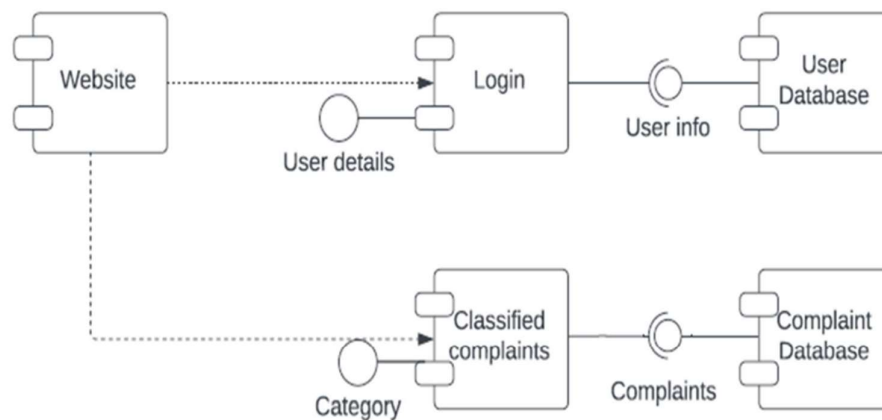 Website
Login
User
Database
User info
User details
Classified
complaints
Complaint
Database
Complaints
Category